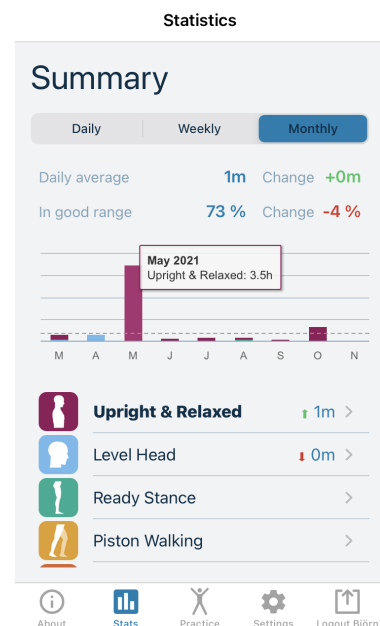 Statistics
Summary
Daily Weekly Monthly
Daily average 1m Change +0m
In good range 73 % Change -4 %
May 2021
Upright & Relaxed: 3.5h
M A M J J A S O N
Upright & Relaxed 1m
Level Head 0m
Ready Stance
Piston Walking
About Stats Practice Settings Logout Björn